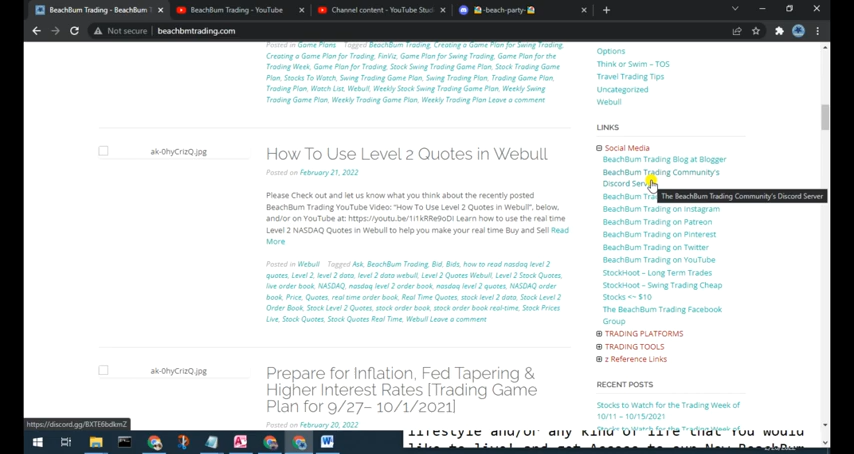 BeachBum Trading - BeachBum T
BeachBum Trading - YouTube
Channel content - YouTube Stud
-beach-party-
Not secure
beachbmtrading.com
Posted in Game Plans Tagged BeachBum Trading, Creating a Game Plan for Swing Trading,
Creating a Game Plan for Trading, FinViz, Game Plan for Swing Trading, Game Plan for the
Trading Week, Game Plan for Trading, Stock Swing Trading Game Plan, Stock Trading Game
Plan, Stocks To Watch, Swing Trading Game Plan, Swing Trading Plan, Trading Game Plan,
Trading Plan, Watch List, Webull, Weekly Stock Swing Trading Game Plan, Weekly Swing
Trading Game Plan, Weekly Trading Game Plan, Weekly Trading Plan Leave a comment
ak-0hyCrizQ.jpg
How To Use Level 2 Quotes in Webull
Posted on February 21, 2022
Please Check out and let us know what you think about the recently posted
BeachBum Trading YouTube Video: "How To Use Level 2 Quotes in Webull", below,
and/or on YouTube at: https://youtu.be/1i1kRRe9oDI Learn how to use the real time
Level 2 NASDAQ Quotes in Webull to help you make your real time Buy and Sell Read
More
Posted in Webull Tagged Ask, BeachBum Trading, Bid, Bids, how to read nasdaq level 2
quotes, Level 2, level 2 data, level 2 data webull, Level 2 Quotes Webull, Level 2 Stock Quotes,
live order book, NASDAQ, nasdaq level 2 order book, nasdaq level 2 quotes, NASDAQ order
book, Price, Quotes, real time order book, Real Time Quotes, stock level 2 data, Stock Level 2
Order Book, Stock Level 2 Quotes, stock order book, stock order book real-time, Stock Prices
Live, Stock Quotes, Stock Quotes Real Time, Webull Leave a comment
ak-0hyCrizQ.jpg
Prepare for Inflation, Fed Tapering &
Higher Interest Rates [Trading Game
Plan for 9/27– 10/1/2021]
Posted on February 20, 2022
Options
Think or Swim – TOS
Travel Trading Tips
Uncategorized
Webull
LINKS
Social Media
BeachBum Trading Blog at Blogger
BeachBum Trading Community's
Discord Serv
The BeachBum Trading Community's Discord Server
BeachBum Tra
BeachBum Trading on Instagram
BeachBum Trading on Patreon
BeachBum Trading on Pinterest
BeachBum Trading on Twitter
BeachBum Trading on YouTube
StockHoot – Long Term Trades
StockHoot – Swing Trading Cheap
Stocks <~ $10
The BeachBum Trading Facebook
Group
TRADING PLATFORMS
TRADING TOOLS
z Reference Links
RECENT POSTS
Stocks to Watch for the Trading Week of
10/11 – 10/15/2021
Stocks to Watch for the Trading Week of
https://discord.gg/BXTE6bdkmZ
lifestyle and/or any kind of life that You would
like to live! and get Access to our New BeachBum